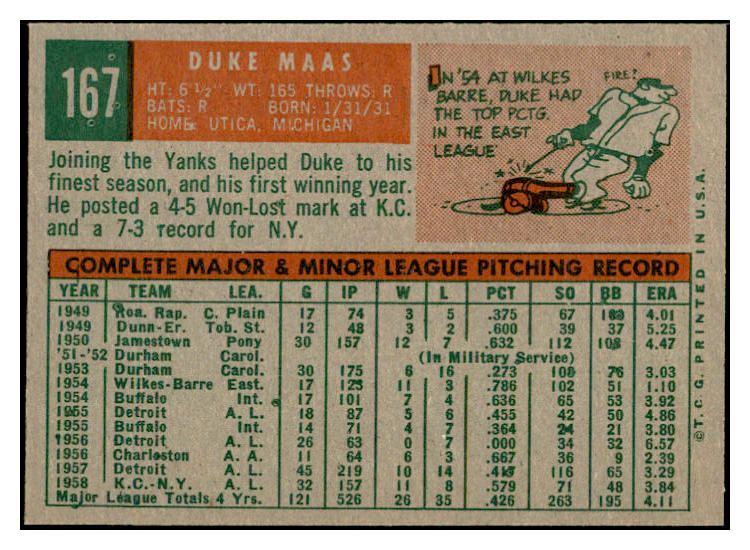 167
DUKE MAAS
HT: 6 1/2" WT: 165 THROWS: R
BATS: R BORN: 1/31/31
HOME: UTICA, MICHIGAN
IN '54 AT WILKES
BARRE, DUKE HAD
THE TOP PCTG.
IN THE EAST
LEAGUE
FIRE!
Joining the Yanks helped Duke to his
finest season, and his first winning year.
He posted a 4-5 Won-Lost mark at K.C.
and a 7-3 record for N.Y.
COMPLETE MAJOR & MINOR LEAGUE PITCHING RECORD
YEAR TEAM LEA. G IP W L PCT SO BB ERA
1949 Roa. Rap. C. Plain 17 74 3 5 .375 67 4.01
1949 Dunn-Er. Tob. St. 12 48 3 2 .600 39 37 5.25
1950 Jamestown Pony 30 157 12 7 .632 112 108 4.47
'51-'52 Durham Carol. (In Military Service)
1953 Durham Carol. 30 175 6 16 .273 108 76 3.03
1954 Wilkes-Barre East. 17 123 11 3 .786 102 51 1.10
1954 Buffalo Int. 17 101 7 4 .636 65 53 3.92
1955 Detroit A. L. 18 87 5 6 .455 42 50 4.86
1955 Buffalo Int. 14 71 4 7 .364 24 21 3.80
1956 Detroit A. L. 26 63 0 7 .000 34 32 6.57
1956 Charleston A. A. 11 64 6 3 .667 36 9 2.39
1957 Detroit A. L. 45 219 10 14 .417 116 65 3.29
1958 K.C.-N.Y. A. L. 32 157 11 8 .579 71 48 3.84
Major League Totals 4 Yrs. 121 526 26 35 .426 263 195 4.11
©T.C.G. PRINTED IN U.S.A.